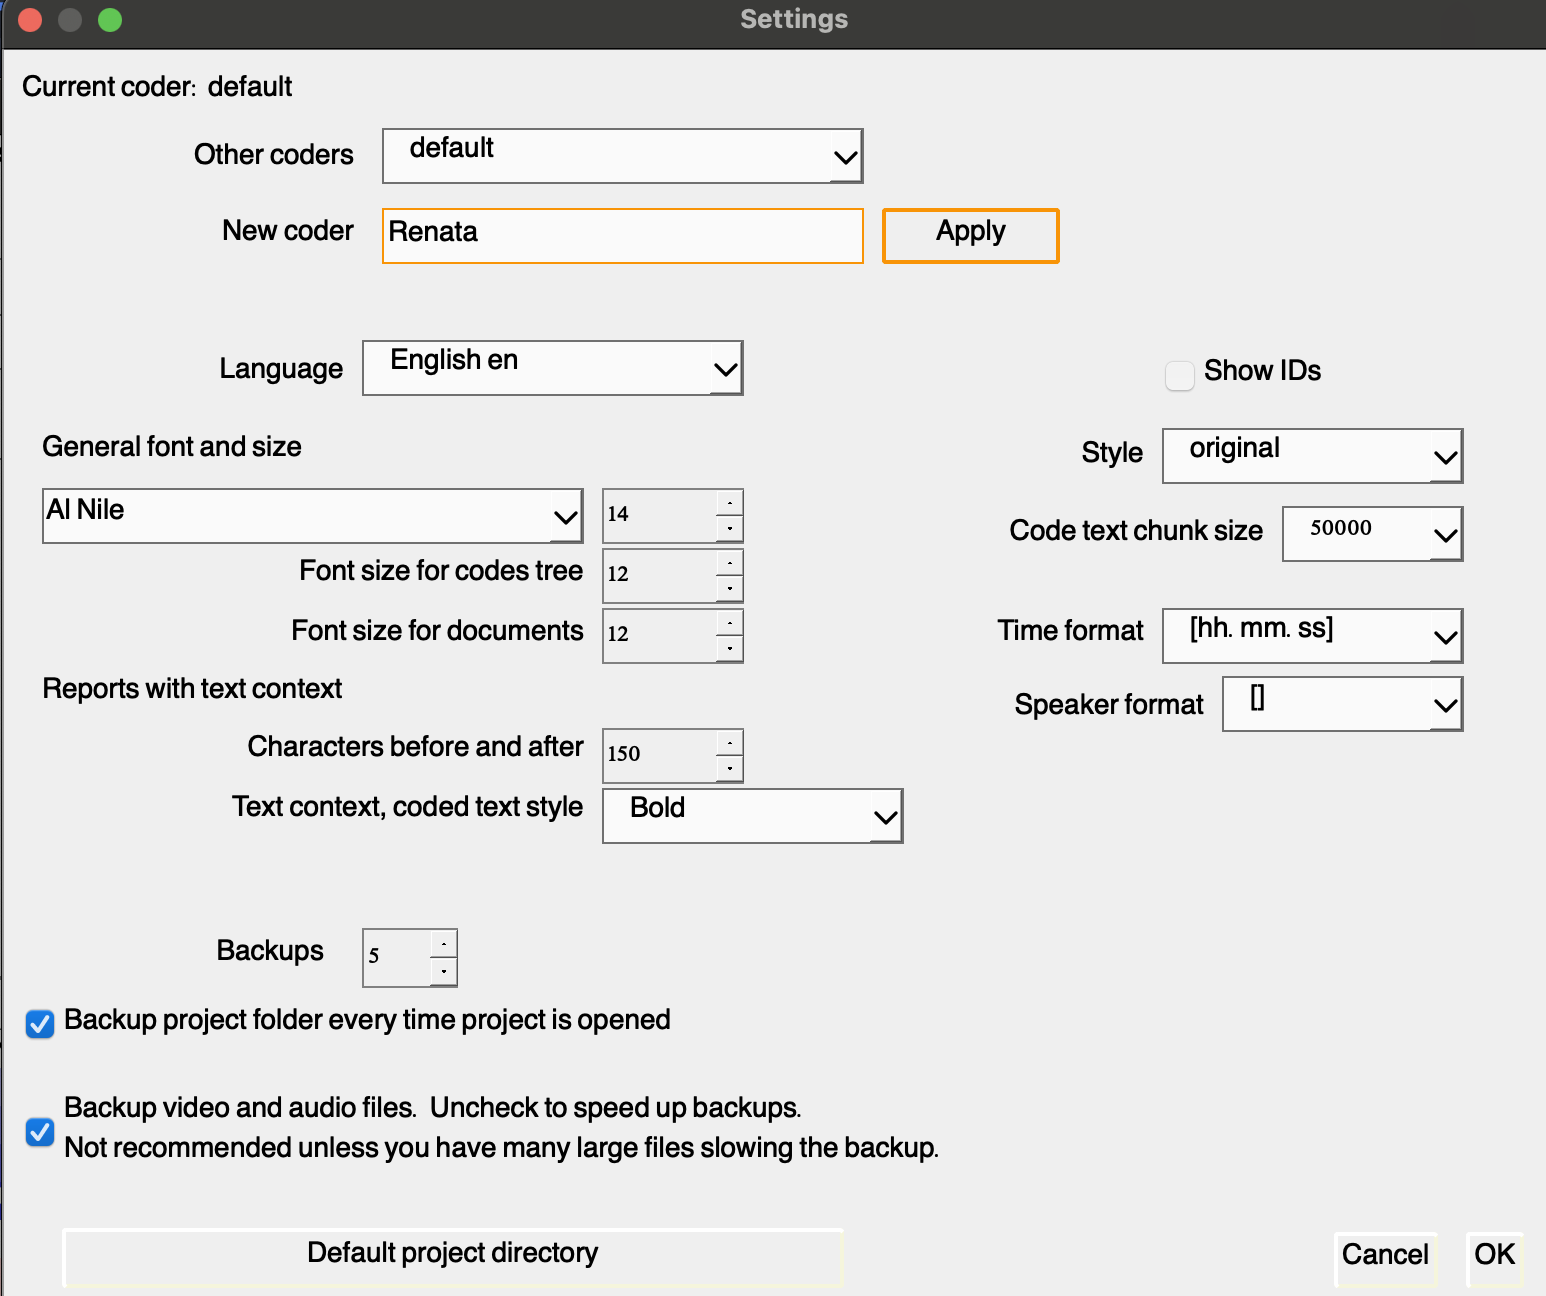 Settings
Current coder: default
Other coders default
New coder Renata Apply
Language English en
Show IDs
General font and size
Style original
Al Nile 14
Code text chunk size 50000
Font size for codes tree 12
Font size for documents 12
Time format [hh. mm. ss]
Reports with text context
Speaker format []
Characters before and after 150
Text context, coded text style Bold
Backups 5
Backup project folder every time project is opened
Backup video and audio files. Uncheck to speed up backups.
Not recommended unless you have many large files slowing the backup.
Default project directory
Cancel OK